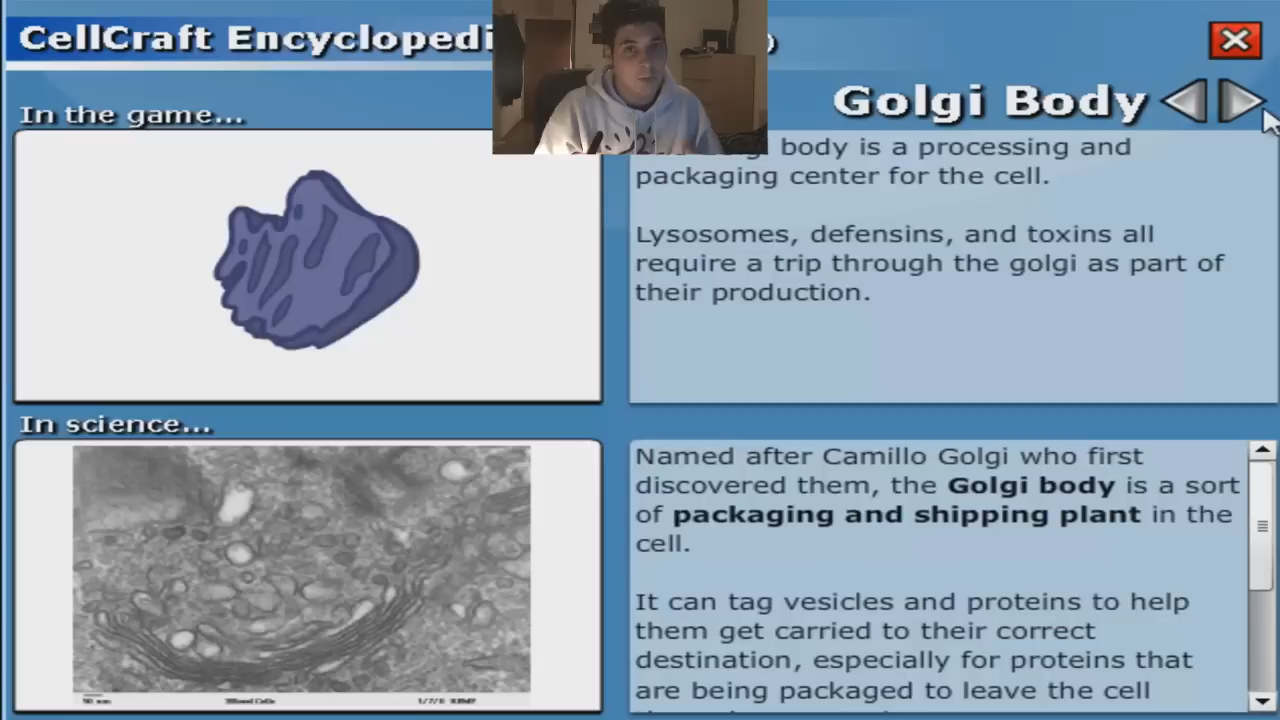 CellCraft Encyclopedi
In the game...
Golgi Body
body is a processing and
packaging center for the cell.
Lysosomes, defensins, and toxins all
require a trip through the golgi as part of
their production.
In science...
Named after Camillo Golgi who first
discovered them, the Golgi body is a sort
of packaging and shipping plant in the
cell.
It can tag vesicles and proteins to help
them get carried to their correct
destination, especially for proteins that
are being packaged to leave the cell